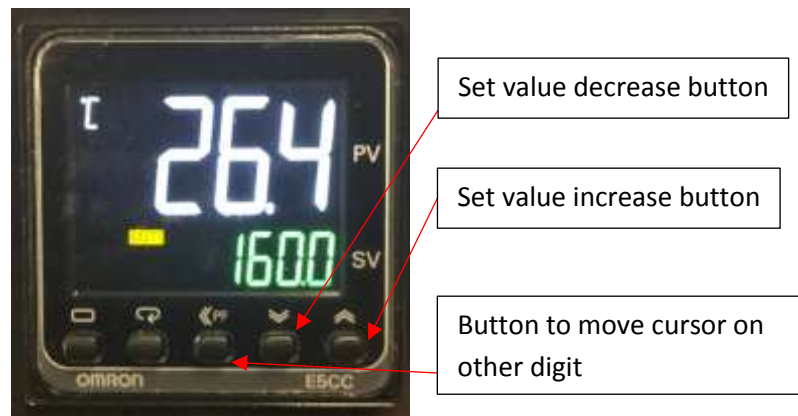 ℃
26.4
PV
160.0
SV
PF
OMRON
E5CC
Set value decrease button
Set value increase button
Button to move cursor on
other digit